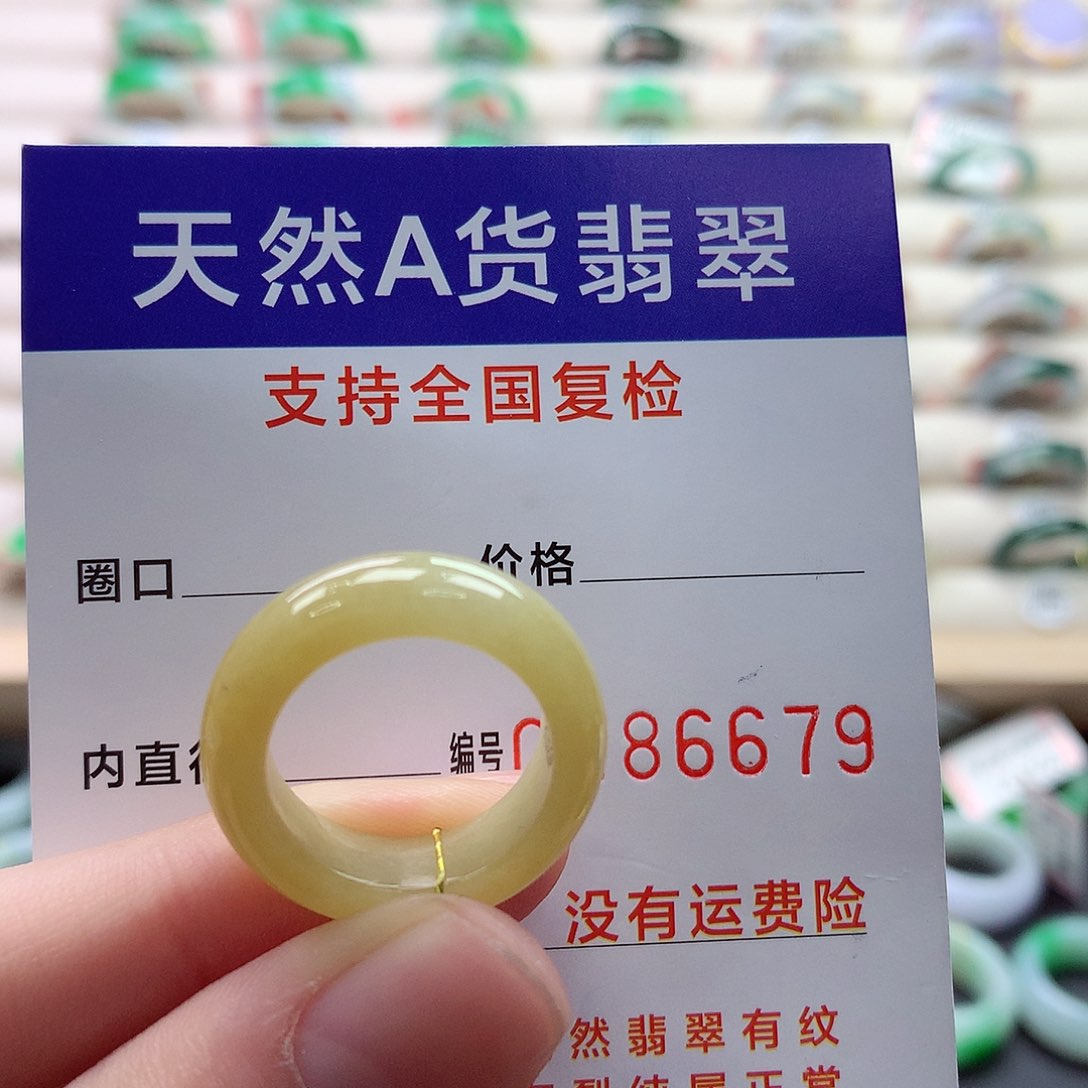 天然A货翡翠
支持全国复检
圈口 价格
内直 编号 86679
没有运费险
然翡翠有纹